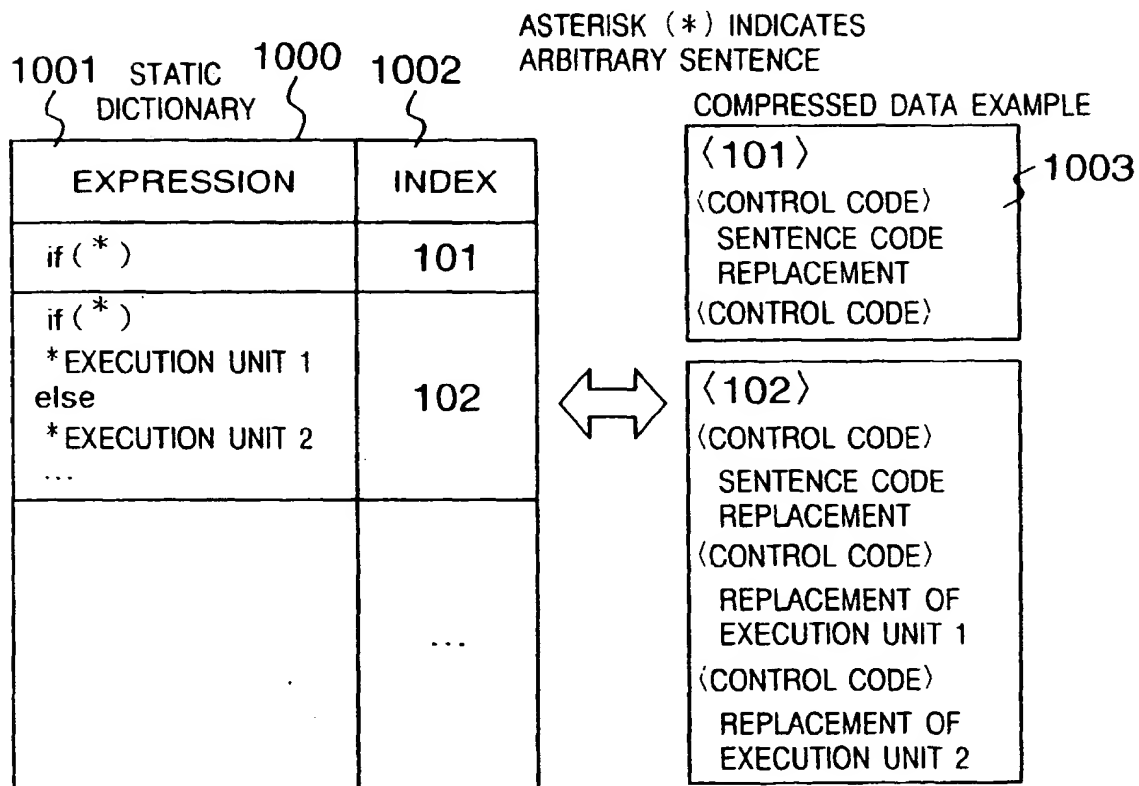 ASTERISK (*) INDICATES
ARBITRARY SENTENCE
1001 STATIC 1000 1002
DICTIONARY
EXPRESSION INDEX
if (*) 101
if (*)
*EXECUTION UNIT 1
else
*EXECUTION UNIT 2
...
102
...
COMPRESSED DATA EXAMPLE
〈101〉
1003
〈CONTROL CODE〉
SENTENCE CODE
REPLACEMENT
〈CONTROL CODE〉
〈102〉
〈CONTROL CODE〉
SENTENCE CODE
REPLACEMENT
〈CONTROL CODE〉
REPLACEMENT OF
EXECUTION UNIT 1
〈CONTROL CODE〉
REPLACEMENT OF
EXECUTION UNIT 2